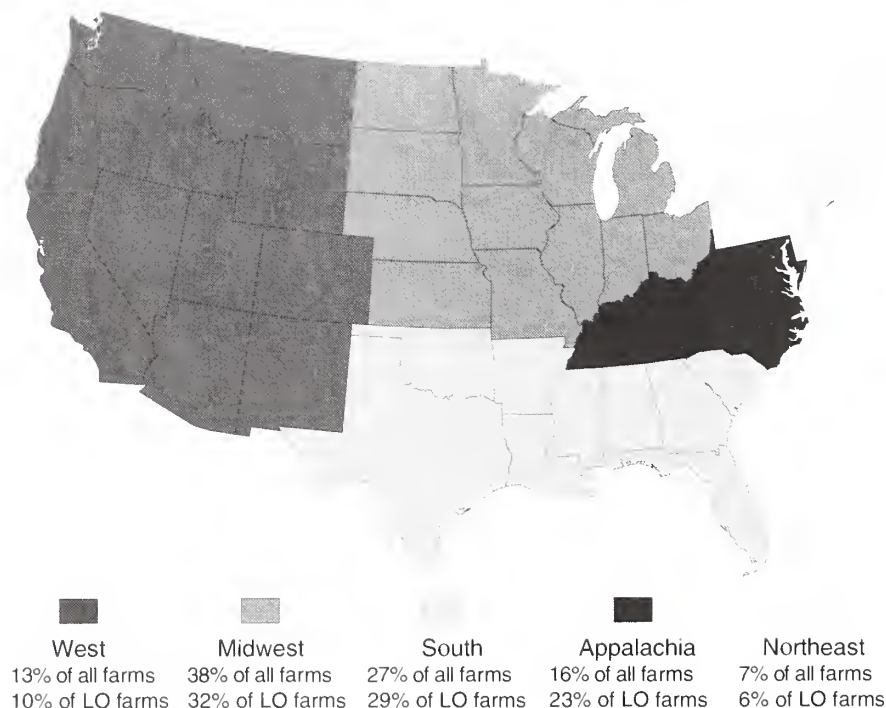 West
13% of all farms
10% of LO farms
Midwest
38% of all farms
32% of LO farms
South
27% of all farms
29% of LO farms
Appalachia
16% of all farms
23% of LO farms
Northeast
7% of all farms
6% of LO farms